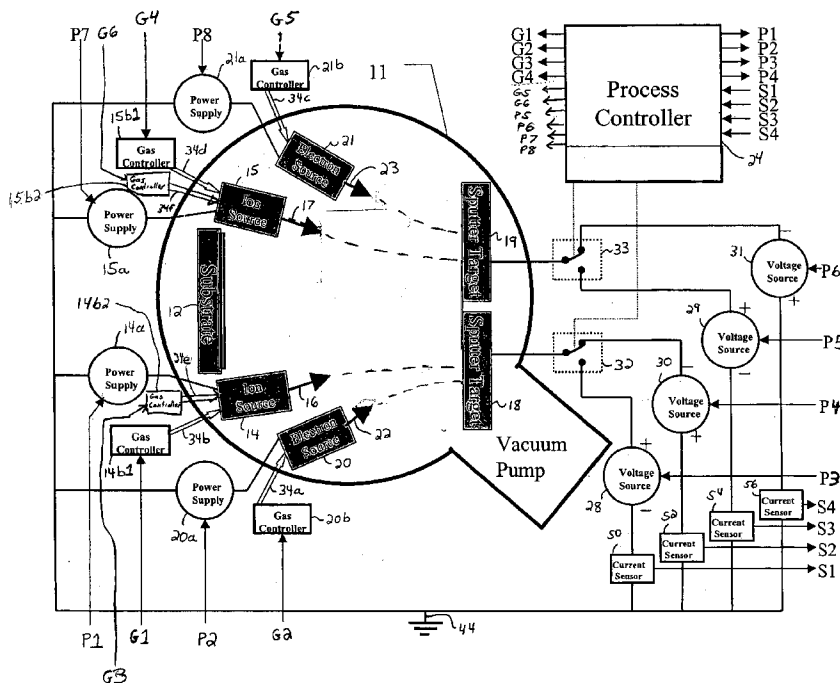 P7
G6
G4
P8
G5
21a
Gas
Controller
21b
11
Power
Supply
34c
15b1
Gas
Controller
34d
Electron
Source
21
23
15b2
Gas
Controller
34f
15
Ion
Source
17
Power
Supply
15a
Substrate
12
Sputter Target
19
Sputter Target
18
G1
G2
G3
G4
G5
G6
P5
P6
P7
P8
Process
Controller
P1
P2
P3
P4
S1
S2
S3
S4
24
33
31
Voltage
Source
P6
29
Voltage
Source
P5
32
30
Voltage
Source
P4
Voltage
Source
28
P3
14b2
14a
Power
Supply
34e
Gas
Controller
Ion
Source
14
16
Gas
Controller
14b1
34b
Electron
Source
20
22
Vacuum
Pump
34a
Power
Supply
20a
Gas
Controller
20b
56
Current
Sensor
S4
54
Current
Sensor
S3
52
Current
Sensor
S2
50
Current
Sensor
S1
44
P1
G1
P2
G2
G3